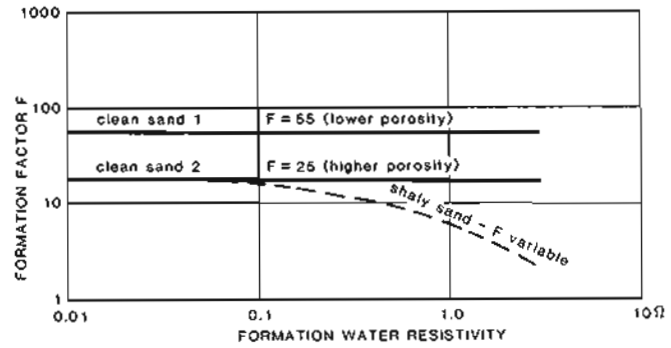 1000
100
10
1
FORMATION FACTOR F
clean sand 1 F = 55 (lower porosity)
clean sand 2 F = 25 (higher porosity)
shaly sand - F variable
0.01 0.1 1.0 10Ω
FORMATION WATER RESISTIVITY